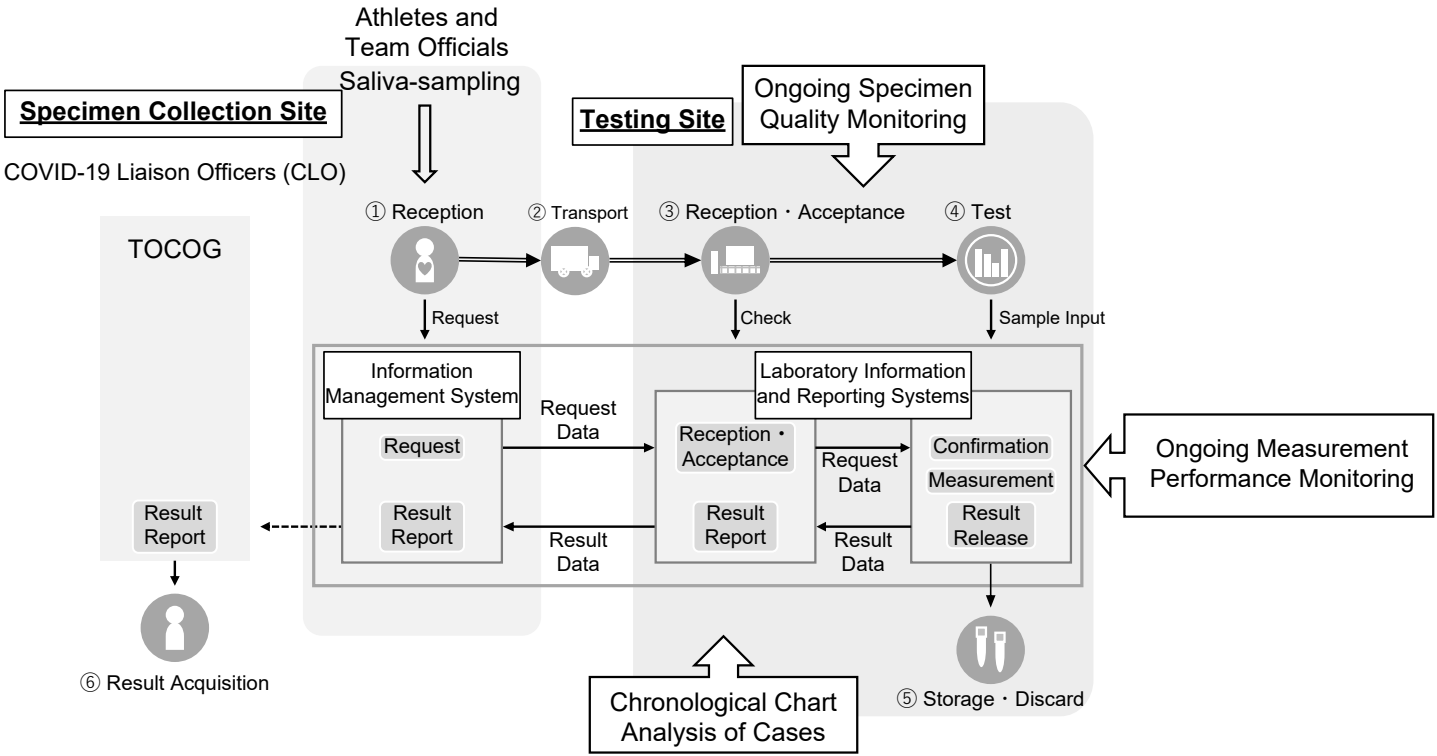 Athletes and
Team Officials
Saliva-sampling
Specimen Collection Site
COVID-19 Liaison Officers (CLO)
Testing Site
Ongoing Specimen
Quality Monitoring
TOCOG
① Reception
② Transport
③ Reception・Acceptance
④ Test
Request
Check
Sample Input
Information
Management System
Laboratory Information
and Reporting Systems
Request
Request
Data
Reception・
Acceptance
Request
Data
Confirmation
Measurement
Ongoing Measurement
Performance Monitoring
Result
Report
Result
Report
Result
Data
Result
Report
Result
Data
Result
Release
⑥ Result Acquisition
⑤ Storage・Discard
Chronological Chart
Analysis of Cases